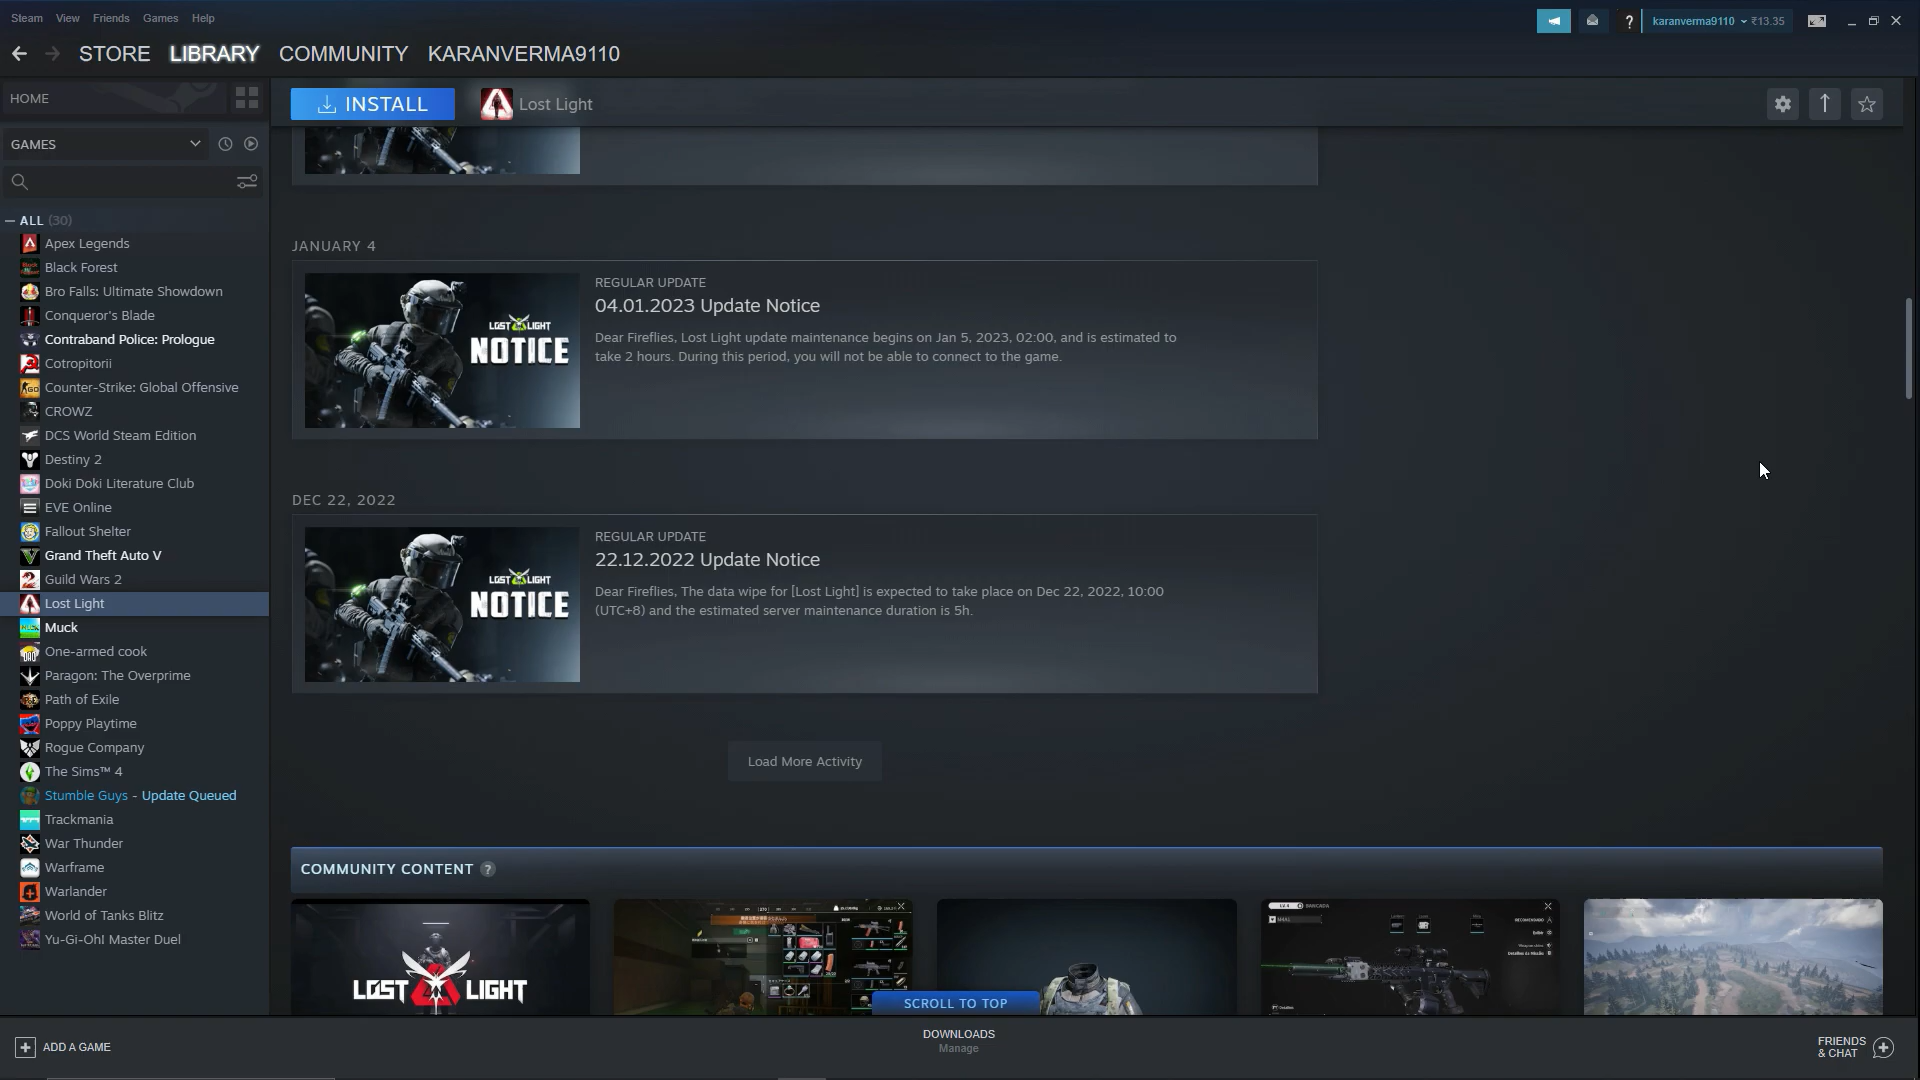 Steam View Friends Games Help
karanverma9110 ₹13.35
STORE LIBRARY COMMUNITY KARANVERMA9110
HOME
INSTALL
Lost Light
GAMES
ALL (30)
Apex Legends
Black Forest
Bro Falls: Ultimate Showdown
Conqueror's Blade
Contraband Police: Prologue
Cotropitorii
Counter-Strike: Global Offensive
CROWZ
DCS World Steam Edition
Destiny 2
Doki Doki Literature Club
EVE Online
Fallout Shelter
Grand Theft Auto V
Guild Wars 2
Lost Light
Muck
One-armed cook
Paragon: The Overprime
Path of Exile
Poppy Playtime
Rogue Company
The Sims™ 4
Stumble Guys - Update Queued
Trackmania
War Thunder
Warframe
Warlander
World of Tanks Blitz
Yu-Gi-Oh! Master Duel
JANUARY 4
LOST LIGHT
NOTICE
REGULAR UPDATE
04.01.2023 Update Notice
Dear Fireflies, Lost Light update maintenance begins on Jan 5, 2023, 02:00, and is estimated to
take 2 hours. During this period, you will not be able to connect to the game.
DEC 22, 2022
LOST LIGHT
NOTICE
REGULAR UPDATE
22.12.2022 Update Notice
Dear Fireflies, The data wipe for [Lost Light] is expected to take place on Dec 22, 2022, 10:00
(UTC+8) and the estimated server maintenance duration is 5h.
Load More Activity
COMMUNITY CONTENT ?
LOST LIGHT
SCROLL TO TOP
ADD A GAME
DOWNLOADS
Manage
FRIENDS
& CHAT